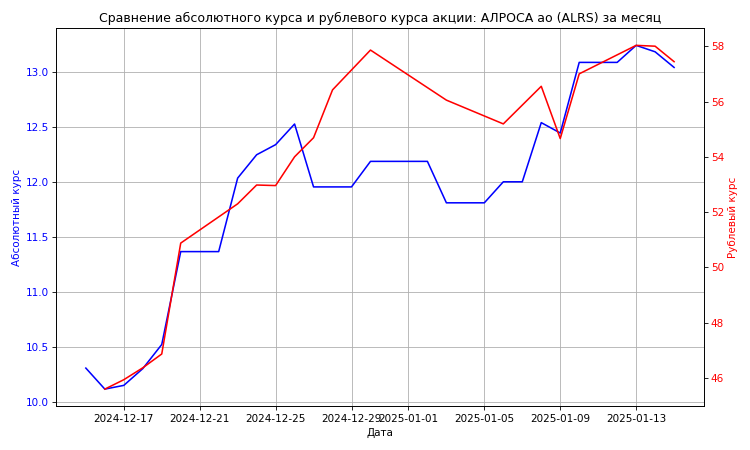 Сравнение абсолютного курса и рублевого курса акции: АЛРОСА ао (ALRS) за месяц
Абсолютный курс
13.0
12.5
12.0
11.5
11.0
10.5
10.0
58
56
54
52
50
48
46
Рублевый курс
2024-12-17 2024-12-21 2024-12-25 2024-12-29 2025-01-01 2025-01-05 2025-01-09 2025-01-13
Дата